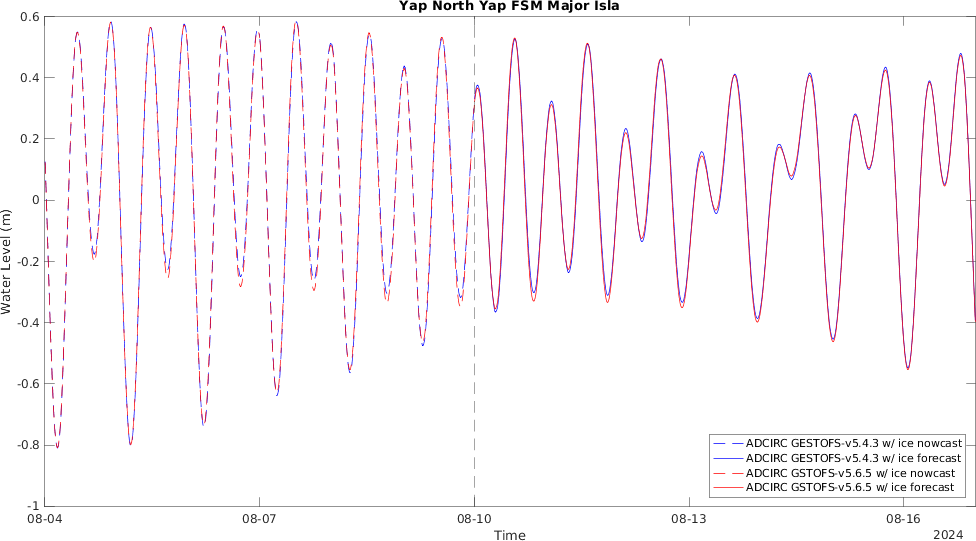 Yap North Yap FSM Major Isla
0.6
0.4
0.2
0
-0.2
-0.4
-0.6
-0.8
-1
Water Level (m)
08-04
08-07
08-10
08-13
08-16
Time
2024
ADCIRC GESTOFS-v5.4.3 w/ ice nowcast
ADCIRC GESTOFS-v5.4.3 w/ ice forecast
ADCIRC GSTOFS-v5.6.5 w/ ice nowcast
ADCIRC GSTOFS-v5.6.5 w/ ice forecast